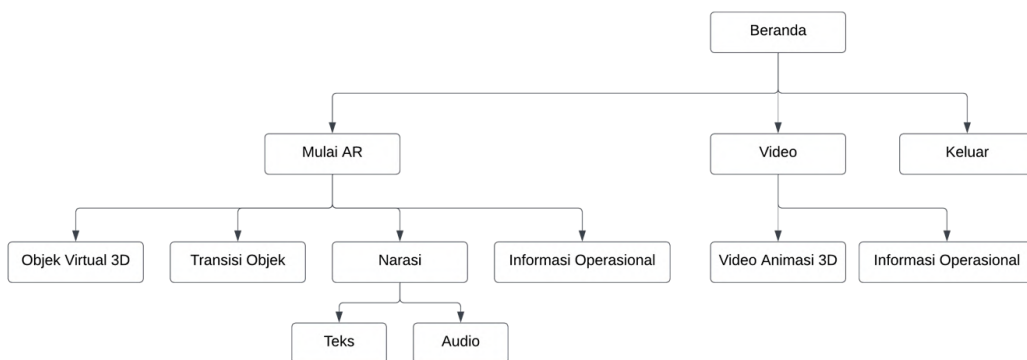 Beranda
Mulai AR
Video
Keluar
Objek Virtual 3D
Transisi Objek
Narasi
Informasi Operasional
Video Animasi 3D
Informasi Operasional
Teks
Audio